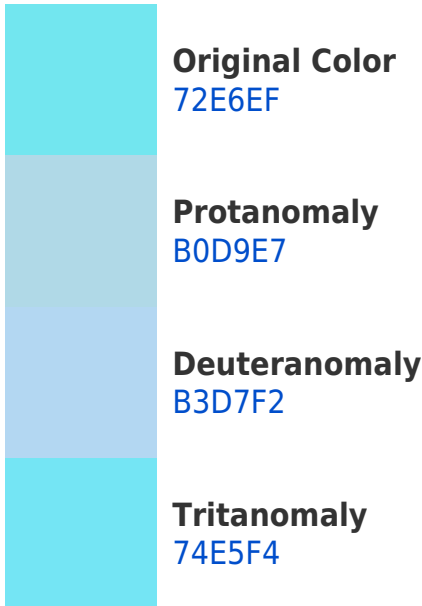 Original Color
72E6EF
Protanomaly
B0D9E7
Deuteranomaly
B3D7F2
Tritanomaly
74E5F4